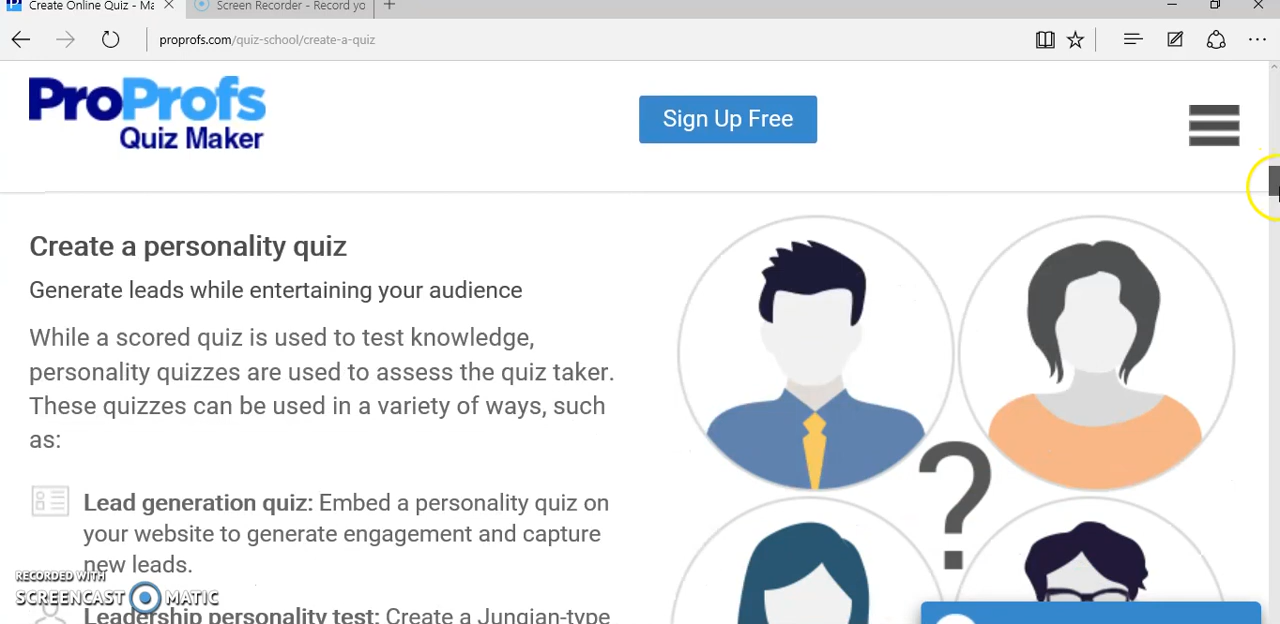 Create Online Quiz - Ma
Screen Recorder - Record yo
proprofs.com/quiz-school/create-a-quiz
ProProfs
Quiz Maker
Sign Up Free
Create a personality quiz
Generate leads while entertaining your audience
While a scored quiz is used to test knowledge,
personality quizzes are used to assess the quiz taker.
These quizzes can be used in a variety of ways, such
as:
Lead generation quiz: Embed a personality quiz on
your website to generate engagement and capture
new leads.
Leadership personality test: Create a Jungian-type
?
RECORDED WITH
SCREENCAST MATIC